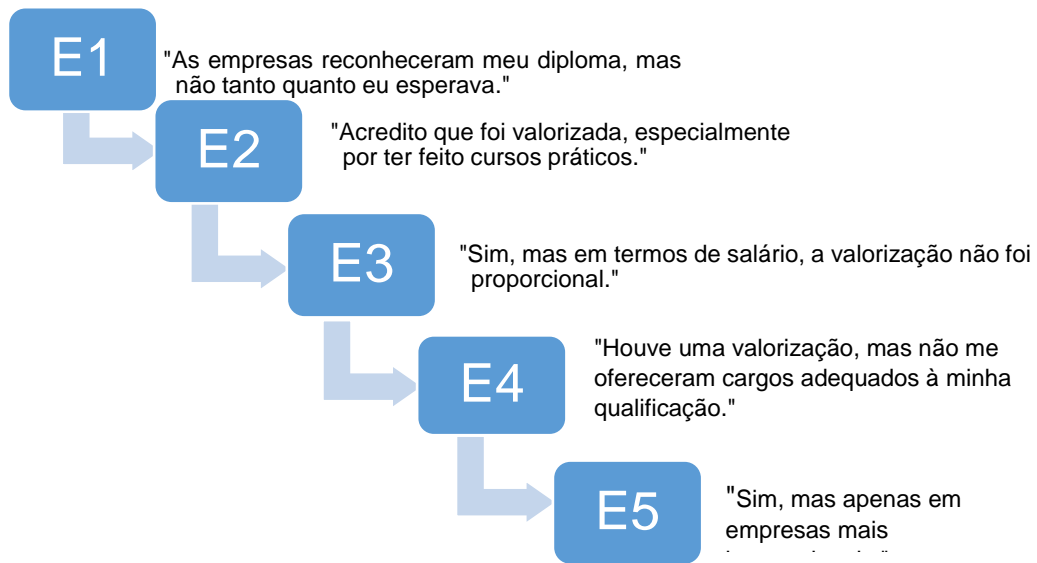 E1
"As empresas reconheceram meu diploma, mas
não tanto quanto eu esperava."
E2
"Acredito que foi valorizada, especialmente
por ter feito cursos práticos."
E3
"Sim, mas em termos de salário, a valorização não foi
proporcional."
E4
"Houve uma valorização, mas não me
ofereceram cargos adequados à minha
qualificação."
E5
"Sim, mas apenas em
empresas mais